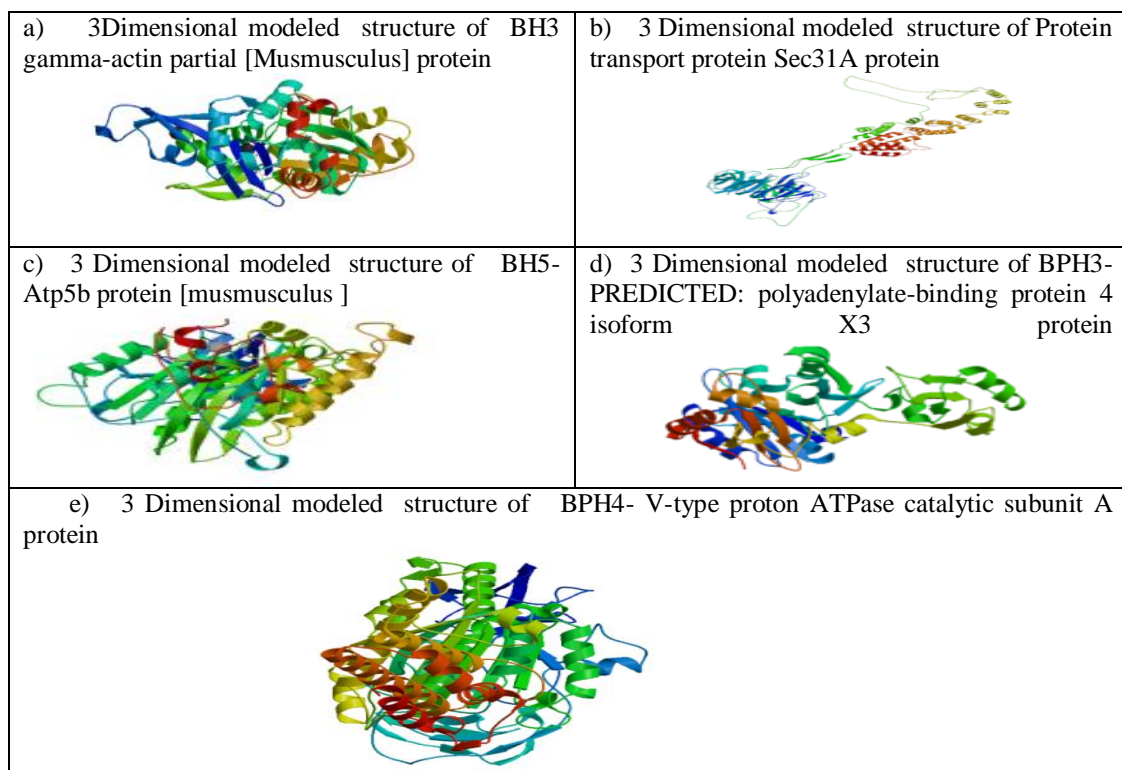 a) 3Dimensional modeled structure of BH3
gamma-actin partial [Musmusculus] protein
b) 3 Dimensional modeled structure of Protein
transport protein Sec31A protein
c) 3 Dimensional modeled structure of BH5-
Atp5b protein [musmusculus ]
d) 3 Dimensional modeled structure of BPH3-
PREDICTED: polyadenylate-binding protein 4
isoform X3 protein
e) 3 Dimensional modeled structure of BPH4- V-type proton ATPase catalytic subunit A
protein